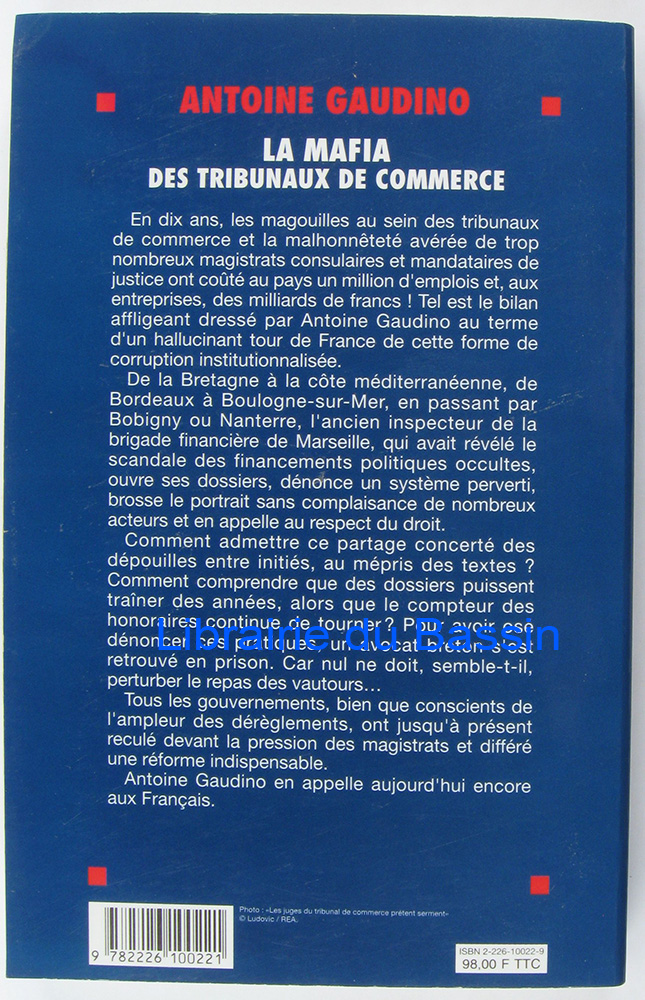 ANTOINE GAUDINO
LA MAFIA
DES TRIBUNAUX DE COMMERCE
En dix ans, les magouilles au sein des tribunaux
de commerce et la malhonnêteté avérée de trop
nombreux magistrats consulaires et mandataires de
justice ont coûté au pays un million d'emplois et, aux
entreprises, des milliards de francs ! Tel est le bilan
affligeant dressé par Antoine Gaudino au terme
d'un hallucinant tour de France de cette forme de
corruption institutionnalisée.
De la Bretagne à la côte méditerranéenne, de
Bordeaux à Boulogne-sur-Mer, en passant par
Bobigny ou Nanterre, l'ancien inspecteur de la
brigade financière de Marseille, qui avait révélé le
scandale des financements politiques occultes,
ouvre ses dossiers, dénonce un système perverti,
brosse le portrait sans complaisance de nombreux
acteurs et en appelle au respect du droit.
Comment admettre ce partage concerté des
dépouilles entre initiés, au mépris des textes ?
Comment comprendre que des dossiers puissent
traîner des années, alors que le compteur des
honoraires continue de tourner ? Pour avoir osé
dénoncer ces pratiques, un avocat breton s'est
Librairie du Bassin
retrouvé en prison. Car nul ne doit, semble-t-il,
perturber le repas des vautours...
Tous les gouvernements, bien que conscients de
l'ampleur des dérèglements, ont jusqu'à présent
reculé devant la pression des magistrats et différé
une réforme indispensable.
Antoine Gaudino en appelle aujourd'hui encore
aux Français.
Photo : «Les juges du tribunal de commerce prêtent serment»
© Ludovic / REA.
9 782226 100221
ISBN 2-226-10022-9
98,00 F TTC